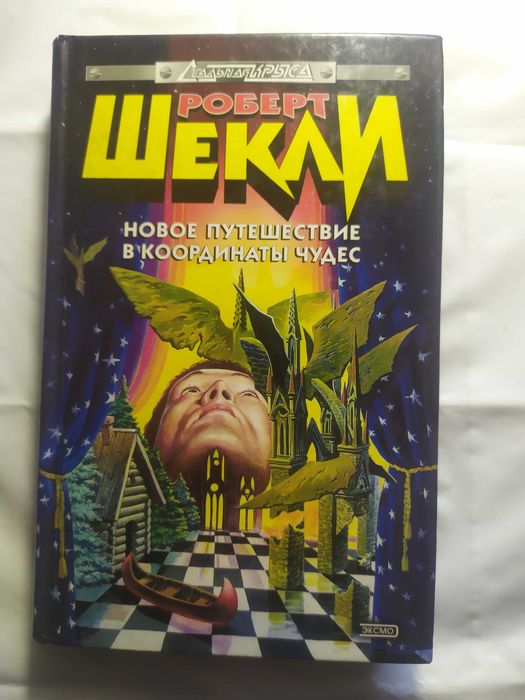 Стальная Крыса
РОБЕРТ
ШЕКЛИ
НОВОЕ ПУТЕШЕСТВИЕ
В КООРДИНАТЫ ЧУДЕС
ЭКСМО